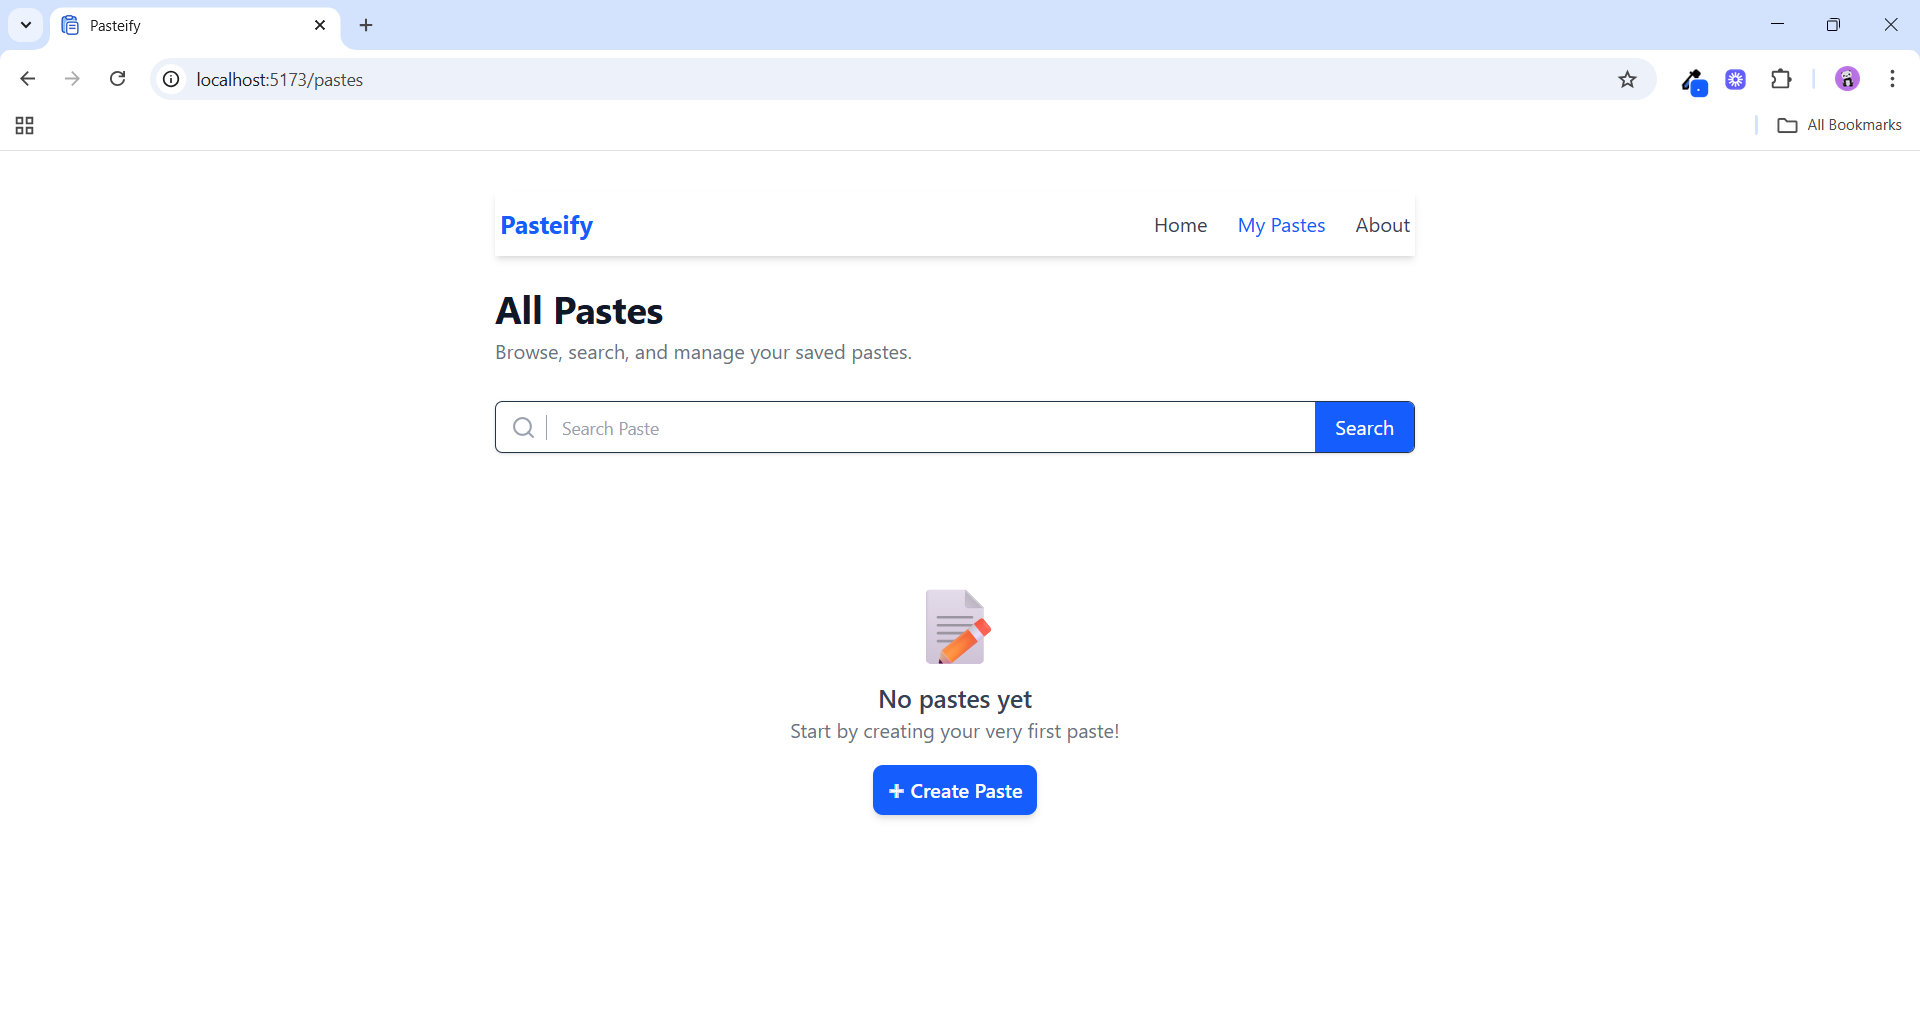 Pasteify
localhost:5173/pastes
All Bookmarks
Pasteify
Home My Pastes About
All Pastes
Browse, search, and manage your saved pastes.
Search Paste Search
No pastes yet
Start by creating your very first paste!
+ Create Paste